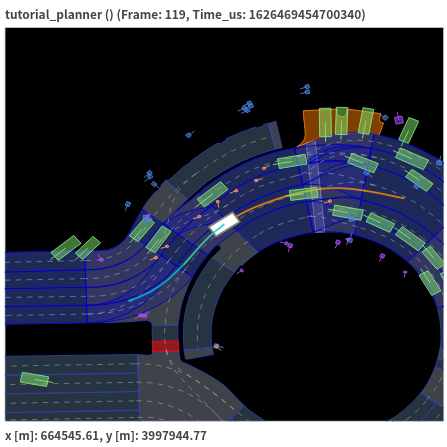 tutorial_planner () (Frame: 119, Time_us: 1626469454700340)
x [m]: 664545.61, y [m]: 3997944.77